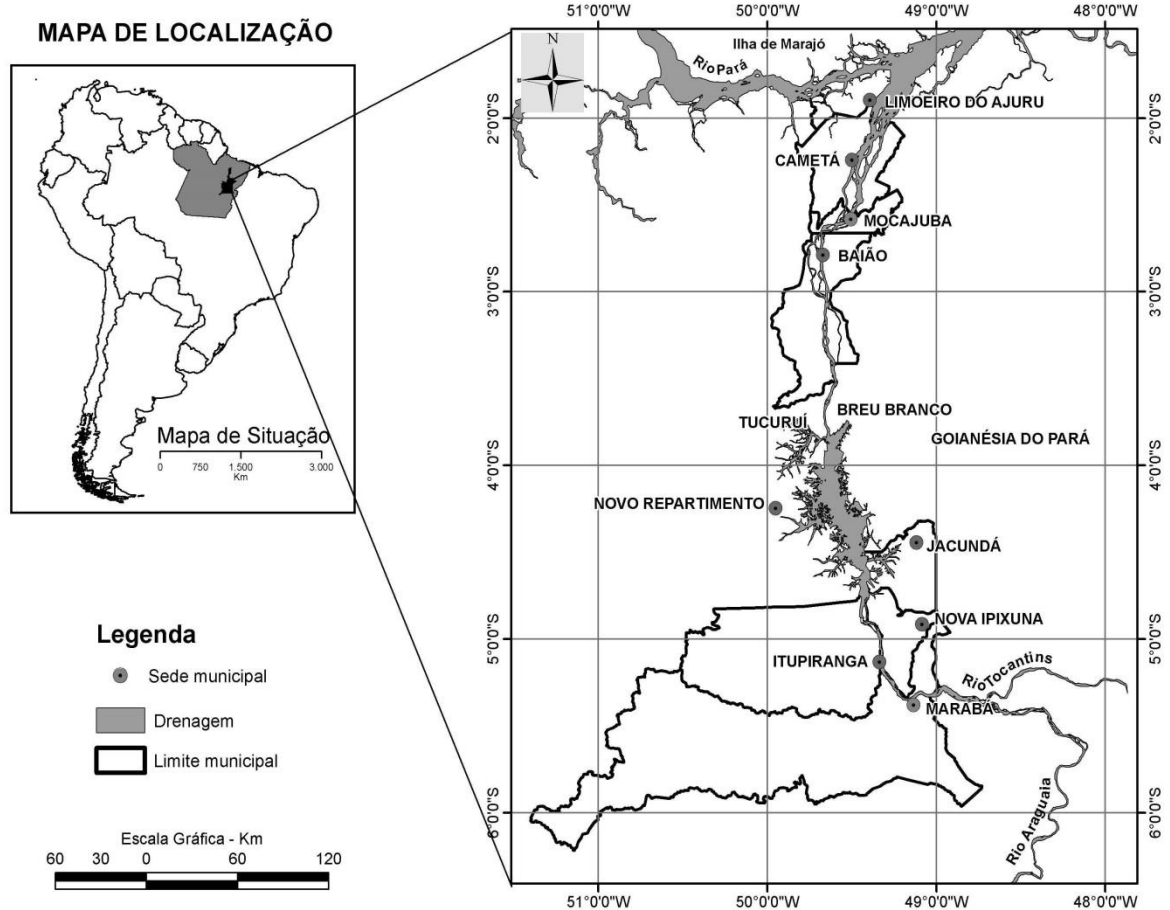 MAPA DE LOCALIZAÇÃO
Mapa de Situação
0 750 1.500 3.000
Km
Legenda
Sede municipal
Drenagem
Limite municipal
Escala Gráfica - Km
60 30 0 60 120
51°0'0"W 50°0'0"W 49°0'0"W 48°0'0"W
N
Ilha de Marajó
Rio Pará
LIMOEIRO DO AJURU
2°0'0"S 2°0'0"S
CAMETÁ
MOCAJUBA
BAIÃO
3°0'0"S 3°0'0"S
BREU BRANCO
TUCURUÍ
GOIANÉSIA DO PARÁ
4°0'0"S 4°0'0"S
NOVO REPARTIMENTO
JACUNDÁ
NOVA IPIXUNA
5°0'0"S 5°0'0"S
ITUPIRANGA
Rio Tocantins
MARABÁ
6°0'0"S 6°0'0"S
Rio Araguaia
51°0'0"W 50°0'0"W 49°0'0"W 48°0'0"W